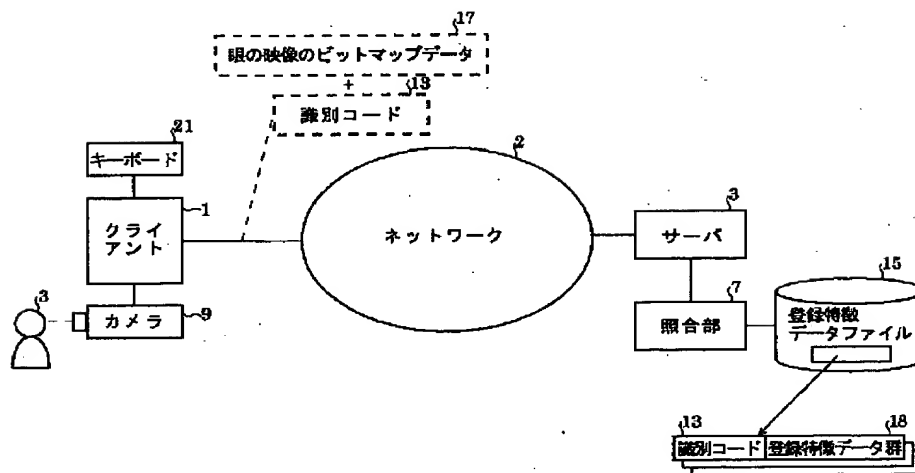 17
眼の映像のビットマップデータ
+
13
識別コード
21
キーボード
1
クライ
アント
2
ネットワーク
3
サーバ
15
登録特徴
データファイル
7
照合部
3
カメラ
9
13
識別コード
登録特徴データ群
18